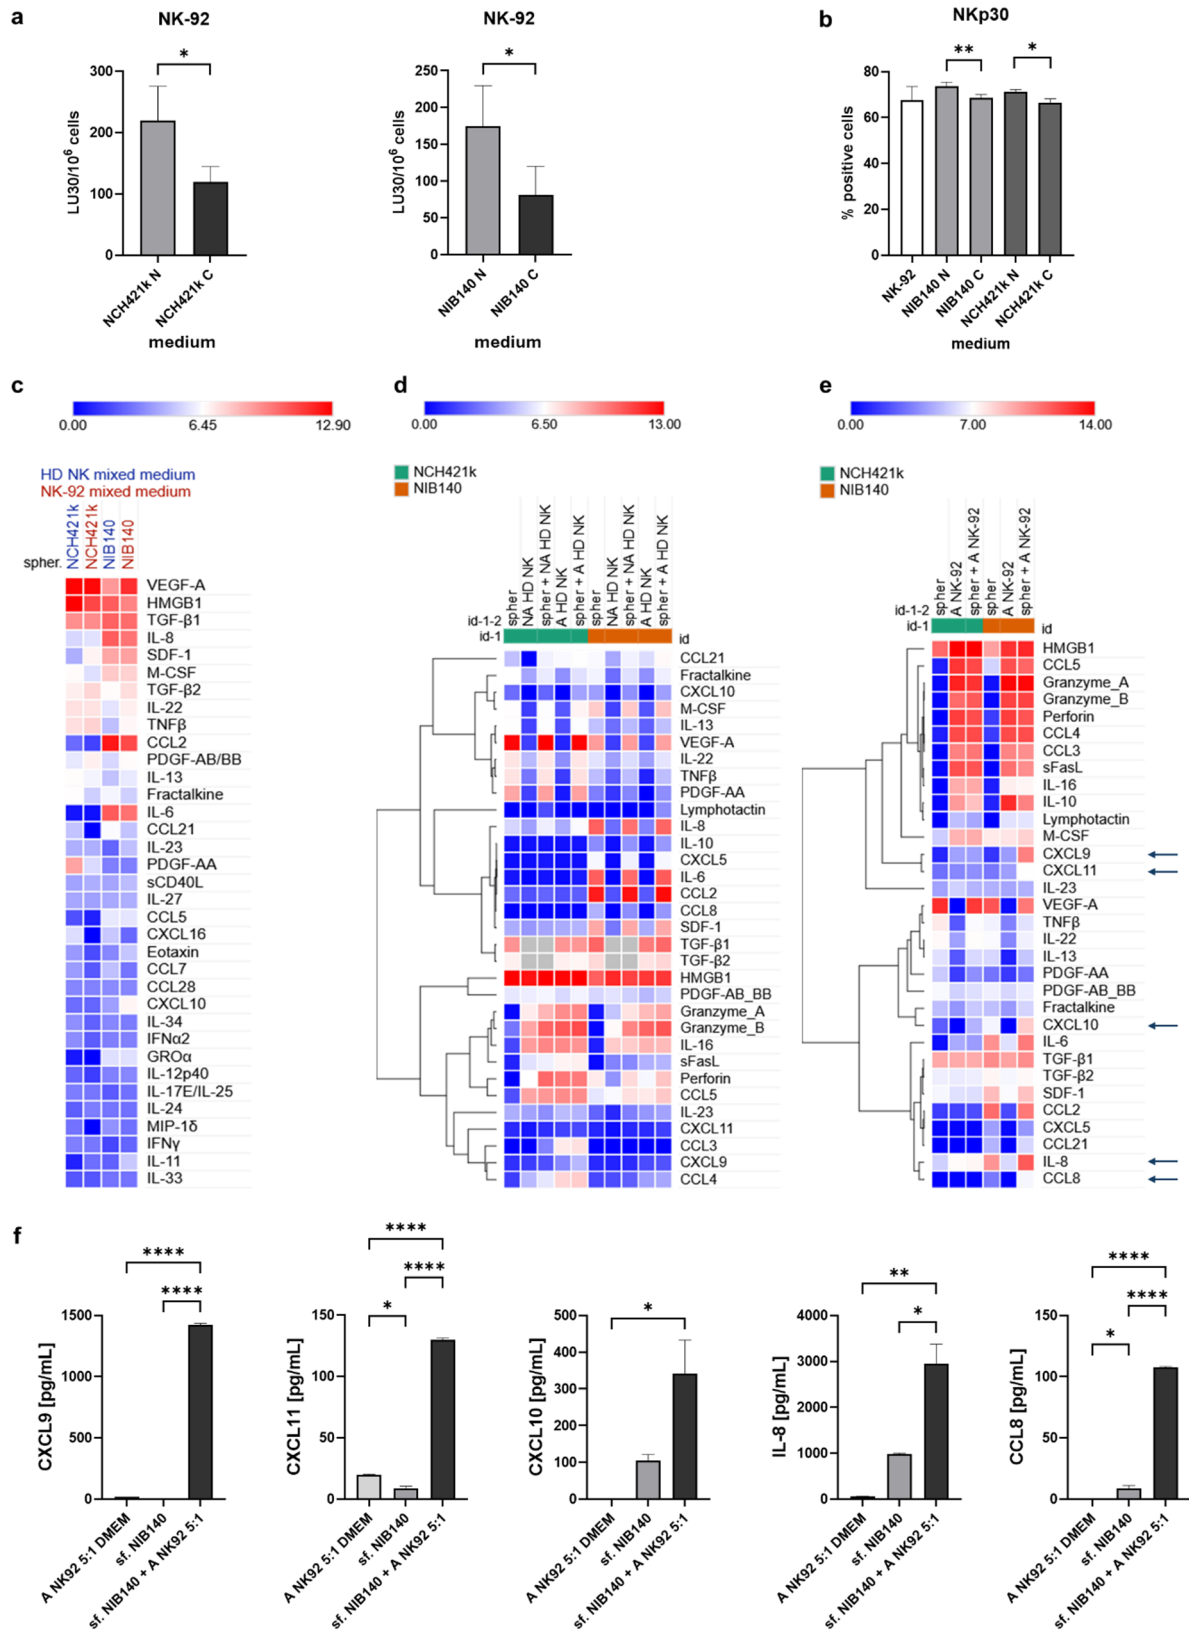 a
NK-92
*
300
200
100
0
LU30/10⁶ cells
NCH421k N
NCH421k C
medium
NK-92
*
250
200
150
100
50
0
LU30/10⁶ cells
NIB140 N
NIB140 C
medium
b
NKp30
**
*
80
60
40
20
0
% positive cells
NK-92
NIB140 N
NIB140 C
NCH421k N
NCH421k C
medium
c
0.00 6.45 12.90
HD NK mixed medium
NK-92 mixed medium
spher.
NCH421k
NCH421k
NIB140
NIB140
VEGF-A
HMGB1
TGF-β1
IL-8
SDF-1
M-CSF
TGF-β2
IL-22
TNFβ
CCL2
PDGF-AB/BB
IL-13
Fractalkine
IL-6
CCL21
IL-23
PDGF-AA
sCD40L
IL-27
CCL5
CXCL16
Eotaxin
CCL7
CCL28
CXCL10
IL-34
IFNα2
GROα
IL-12p40
IL-17E/IL-25
IL-24
MIP-1δ
IFNγ
IL-11
IL-33
d
0.00 6.50 13.00
NCH421k
NIB140
spher
NA HD NK
spher + NA HD NK
A HD NK
spher + A HD NK
spher
NA HD NK
spher + NA HD NK
A HD NK
spher + A HD NK
id-1-2
id-1
id
CCL21
Fractalkine
CXCL10
M-CSF
IL-13
VEGF-A
IL-22
TNFβ
PDGF-AA
Lymphotactin
IL-8
IL-10
CXCL5
IL-6
CCL2
CCL8
SDF-1
TGF-β1
TGF-β2
HMGB1
PDGF-AB_BB
Granzyme_A
Granzyme_B
IL-16
sFasL
Perforin
CCL5
IL-23
CXCL11
CCL3
CXCL9
CCL4
e
0.00 7.00 14.00
NCH421k
NIB140
spher
A NK-92
spher + A NK-92
spher
A NK-92
spher + A NK-92
id-1-2
id-1
id
HMGB1
CCL5
Granzyme_A
Granzyme_B
Perforin
CCL4
CCL3
sFasL
IL-16
IL-10
Lymphotactin
M-CSF
CXCL9
CXCL11
IL-23
VEGF-A
TNFβ
IL-22
IL-13
PDGF-AA
PDGF-AB_BB
Fractalkine
CXCL10
IL-6
TGF-β1
TGF-β2
SDF-1
CCL2
CXCL5
CCL21
IL-8
CCL8
f
****
****
1500
1000
500
0
CXCL9 [pg/mL]
A NK92 5:1 DMEM
sf. NIB140
sf. NIB140 + A NK92 5:1
****
****
*
150
100
50
0
CXCL11 [pg/mL]
A NK92 5:1 DMEM
sf. NIB140
sf. NIB140 + A NK92 5:1
*
500
400
300
200
100
0
CXCL10 [pg/mL]
A NK92 5:1 DMEM
sf. NIB140
sf. NIB140 + A NK92 5:1
**
*
4000
3000
2000
1000
0
IL-8 [pg/mL]
A NK92 5:1 DMEM
sf. NIB140
sf. NIB140 + A NK92 5:1
****
****
*
150
100
50
0
CCL8 [pg/mL]
A NK92 5:1 DMEM
sf. NIB140
sf. NIB140 + A NK92 5:1